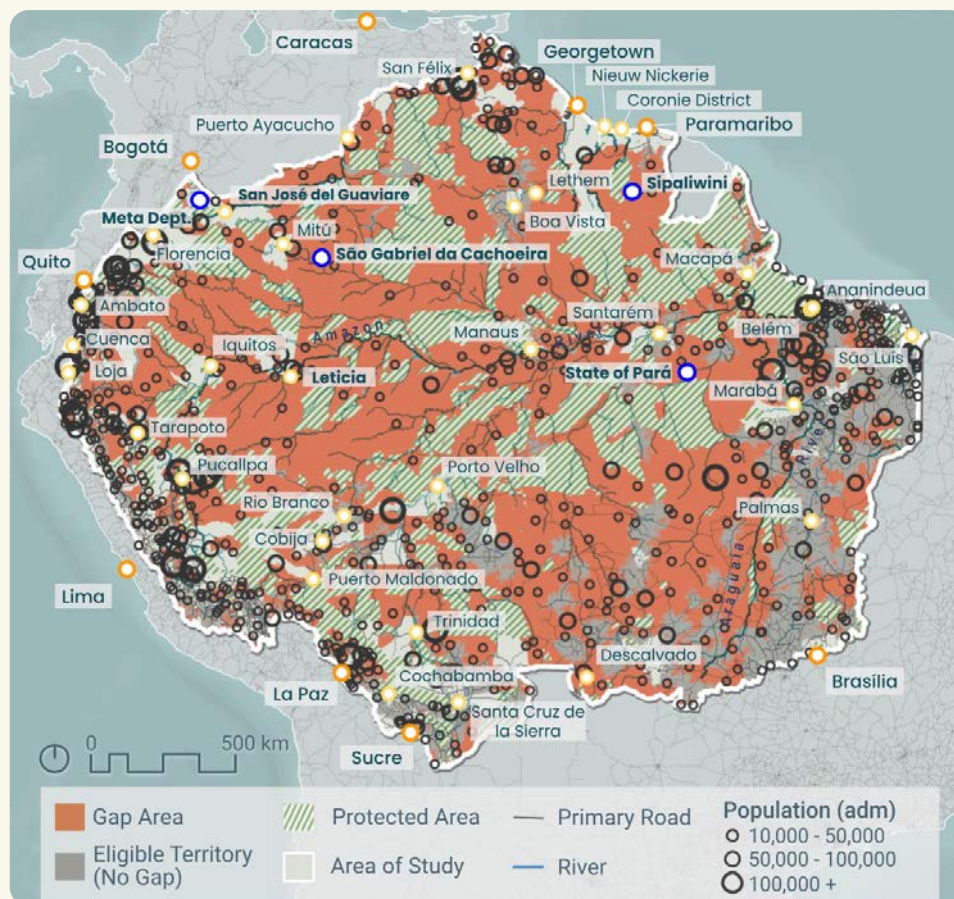 Caracas
Georgetown
San Félix
Nieuw Nickerie
Coronie District
Puerto Ayacucho
Paramaribo
Bogotá
Lethem
Sipaliwini
San José del Guaviare
Boa Vista
Meta Dept.
Mitú
Florencia
São Gabriel da Cachoeira
Macapá
Quito
Ananindeua
Ambato
Santarém
Amazon River
Manaus
Belém
Cuenca
Iquitos
São Luís
Loja
Leticia
State of Pará
Marabá
Tarapoto
Pucallpa
Porto Velho
Rio Branco
Palmas
Cobija
Araguaia River
Puerto Maldonado
Lima
Trinidad
Descalvado
Cochabamba
La Paz
Brasília
Santa Cruz de
la Sierra
Sucre
0 500 km
Gap Area
Eligible Territory
(No Gap)
Protected Area
Area of Study
Primary Road
River
Population (adm)
10,000 - 50,000
50,000 - 100,000
100,000 +